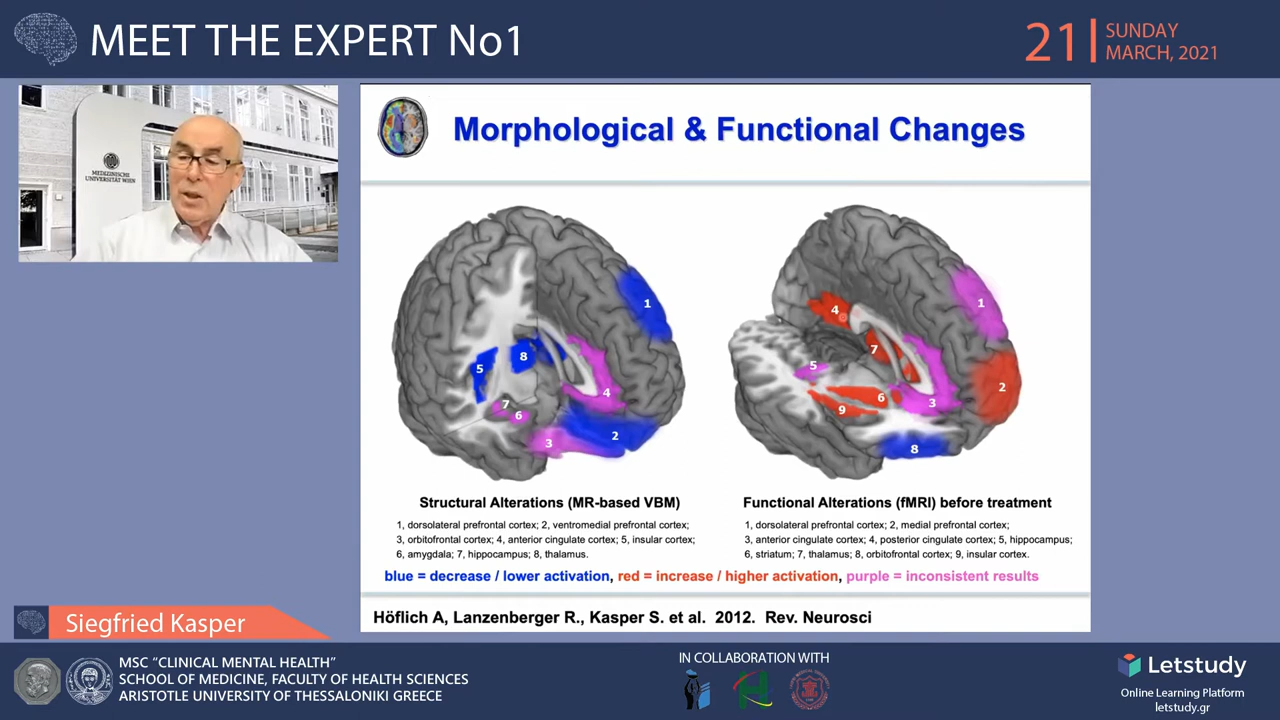 MEET THE EXPERT No1
21 SUNDAY
MARCH, 2021
MEDIZINISCHE
UNIVERSITÄT WIEN
Morphological & Functional Changes
1
5
8
7
6
4
3
2
4
1
7
5
2
6
3
9
8
Structural Alterations (MR-based VBM)
1, dorsolateral prefrontal cortex; 2, ventromedial prefrontal cortex;
3, orbitofrontal cortex; 4, anterior cingulate cortex; 5, insular cortex;
6, amygdala; 7, hippocampus; 8, thalamus.
Functional Alterations (fMRI) before treatment
1, dorsolateral prefrontal cortex; 2, medial prefrontal cortex;
3, anterior cingulate cortex; 4, posterior cingulate cortex; 5, hippocampus;
6, striatum; 7, thalamus; 8, orbitofrontal cortex; 9, insular cortex.
blue = decrease / lower activation, red = increase / higher activation, purple = inconsistent results
Höflich A, Lanzenberger R., Kasper S. et al. 2012. Rev. Neurosci
Siegfried Kasper
MSC “CLINICAL MENTAL HEALTH”
SCHOOL OF MEDICINE, FACULTY OF HEALTH SCIENCES
ARISTOTLE UNIVERSITY OF THESSALONIKI GREECE
IN COLLABORATION WITH
Letstudy
Online Learning Platform
letstudy.gr